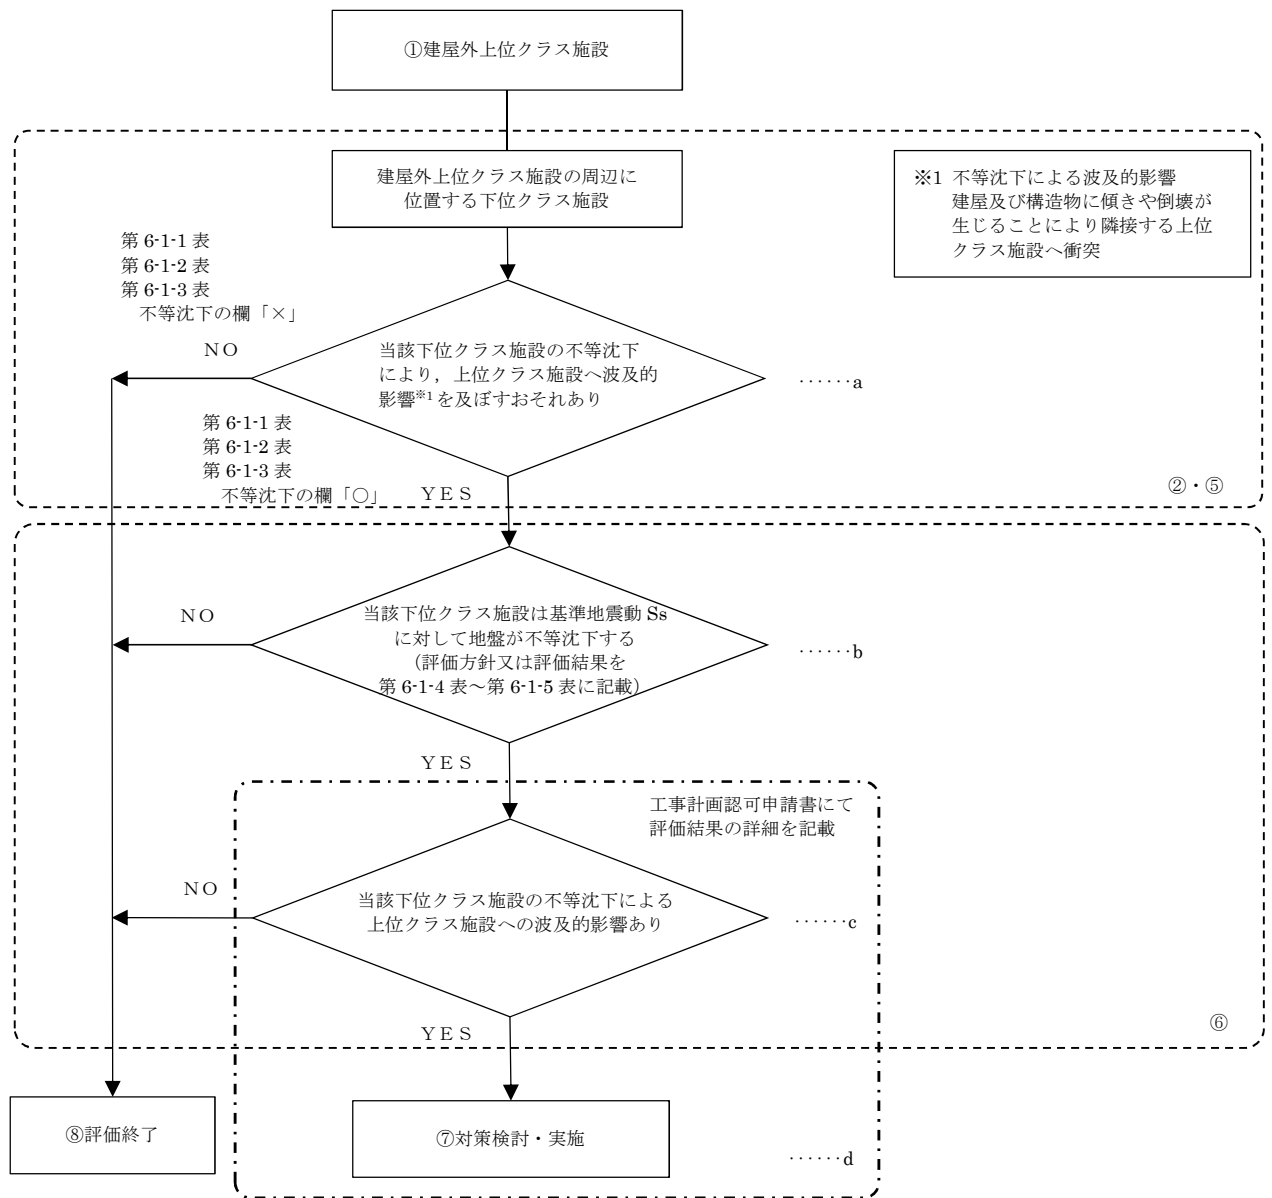 ①建屋外上位クラス施設
建屋外上位クラス施設の周辺に
位置する下位クラス施設
※1 不等沈下による波及的影響
建屋及び構造物に傾きや倒壊が
生じることにより隣接する上位
クラス施設へ衝突
第 6-1-1 表
第 6-1-2 表
第 6-1-3 表
不等沈下の欄「×」
NO
当該下位クラス施設の不等沈下
により，上位クラス施設へ波及的
影響※1を及ぼすおそれあり
……a
第 6-1-1 表
第 6-1-2 表
第 6-1-3 表
不等沈下の欄「○」
YES
②・⑤
NO
当該下位クラス施設は基準地震動 Ss
に対して地盤が不等沈下する
（評価方針又は評価結果を
第 6-1-4 表～第 6-1-5 表に記載）
……b
YES
工事計画認可申請書にて
評価結果の詳細を記載
NO
当該下位クラス施設の不等沈下による
上位クラス施設への波及的影響あり
……c
YES
⑥
⑧評価終了
⑦対策検討・実施
……d